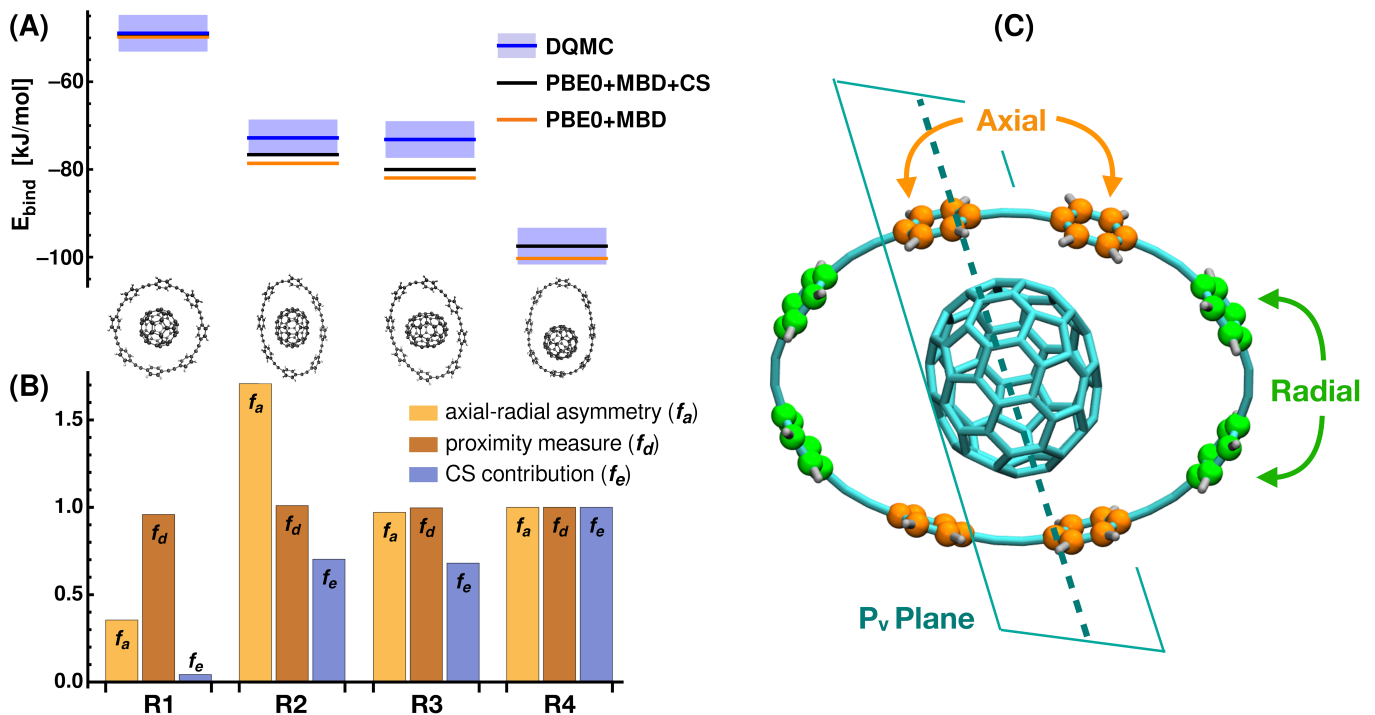 (A)
E_bind [kJ/mol]
−60
−80
−100
DQMC
PBE0+MBD+CS
PBE0+MBD
(B)
1.5
1.0
0.5
0.0
axial-radial asymmetry (f_a)
proximity measure (f_d)
CS contribution (f_e)
f_a
f_d
f_e
f_a
f_d
f_e
f_a
f_d
f_e
f_a
f_d
f_e
R1
R2
R3
R4
(C)
Axial
Radial
P_v Plane